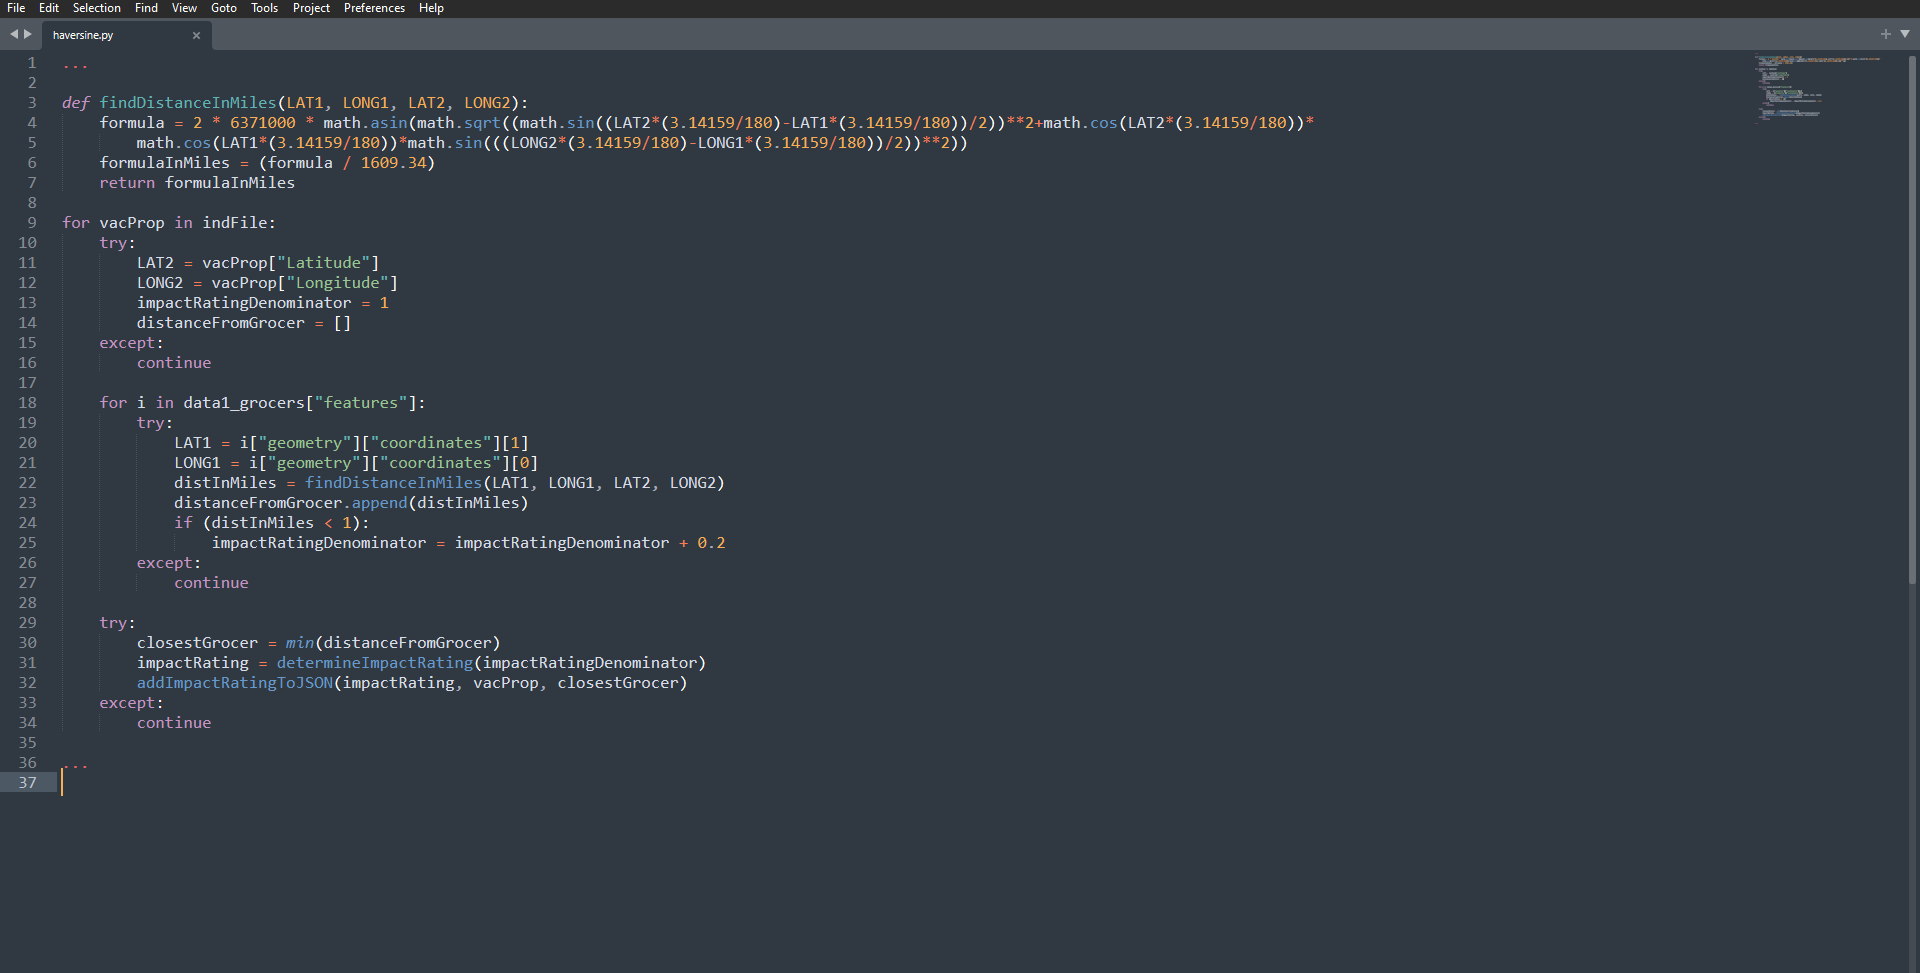 File Edit Selection Find View Goto Tools Project Preferences Help
haversine.py
1 ...
2
3 def findDistanceInMiles(LAT1, LONG1, LAT2, LONG2):
4     formula = 2 * 6371000 * math.asin(math.sqrt((math.sin((LAT2*(3.14159/180)-LAT1*(3.14159/180))/2))**2+math.cos(LAT2*(3.14159/180))*
5         math.cos(LAT1*(3.14159/180))*math.sin(((LONG2*(3.14159/180)-LONG1*(3.14159/180))/2))**2))
6     formulaInMiles = (formula / 1609.34)
7     return formulaInMiles
8
9 for vacProp in indFile:
10     try:
11         LAT2 = vacProp["Latitude"]
12         LONG2 = vacProp["Longitude"]
13         impactRatingDenominator = 1
14         distanceFromGrocer = []
15     except:
16         continue
17
18     for i in data1_grocers["features"]:
19         try:
20             LAT1 = i["geometry"]["coordinates"][1]
21             LONG1 = i["geometry"]["coordinates"][0]
22             distInMiles = findDistanceInMiles(LAT1, LONG1, LAT2, LONG2)
23             distanceFromGrocer.append(distInMiles)
24             if (distInMiles < 1):
25                 impactRatingDenominator = impactRatingDenominator + 0.2
26         except:
27             continue
28
29     try:
30         closestGrocer = min(distanceFromGrocer)
31         impactRating = determineImpactRating(impactRatingDenominator)
32         addImpactRatingToJSON(impactRating, vacProp, closestGrocer)
33     except:
34         continue
35
36 ...
37